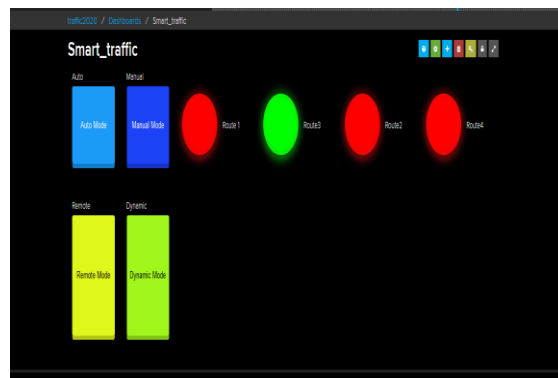 traffic2020 / Dashboards / Smart_traffic
Smart_traffic
Auto Manual
Auto Mode Manual Mode Route 1 Route3 Route2 Route4
Remote Dynamic
Remote Mode Dynamic Mode